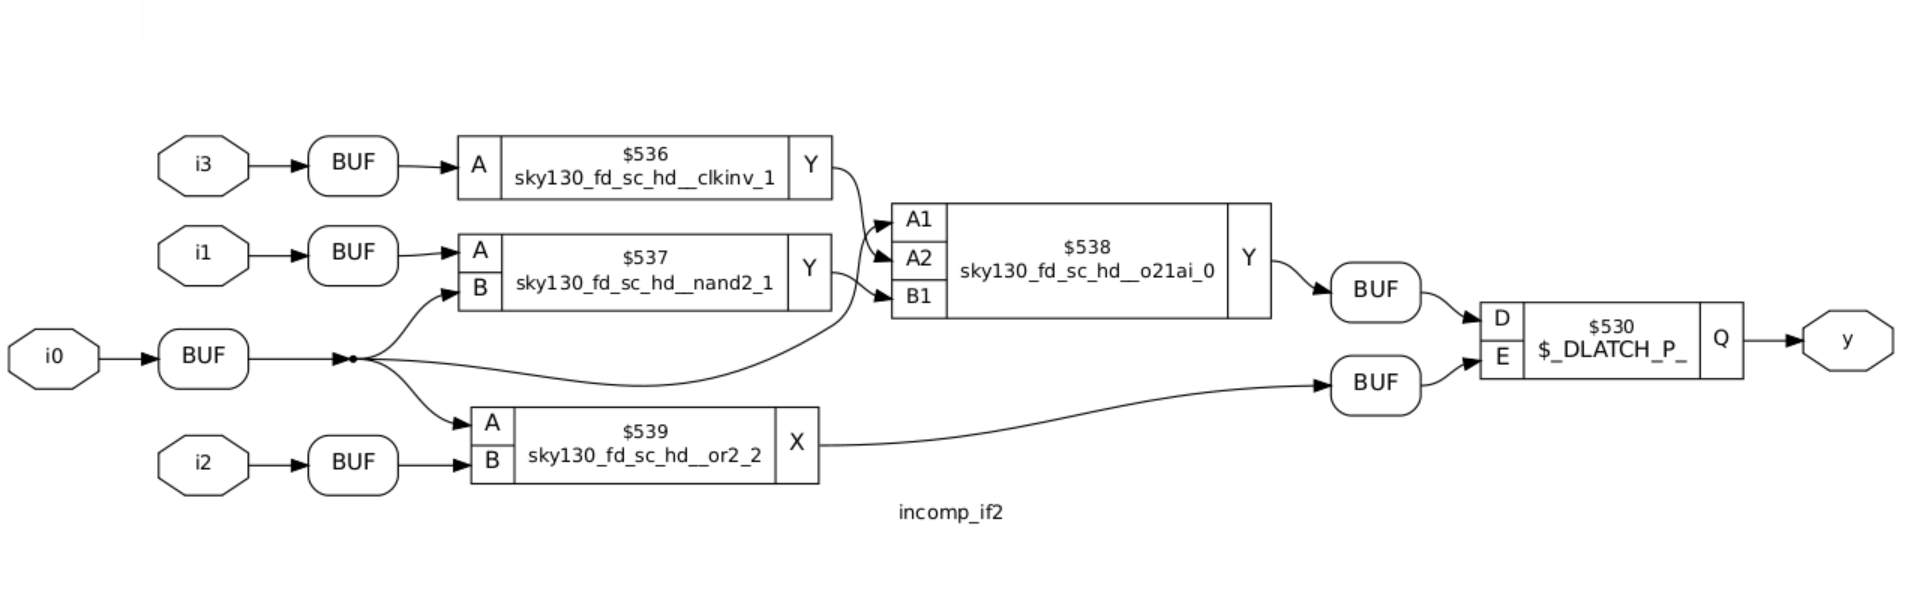 i3
BUF
A
$536
sky130_fd_sc_hd__clkinv_1
Y
i1
BUF
A
B
$537
sky130_fd_sc_hd__nand2_1
Y
A1
A2
B1
$538
sky130_fd_sc_hd__o21ai_0
Y
i0
BUF
BUF
BUF
D
E
$530
$_DLATCH_P_
Q
y
i2
BUF
A
B
$539
sky130_fd_sc_hd__or2_2
X
incomp_if2